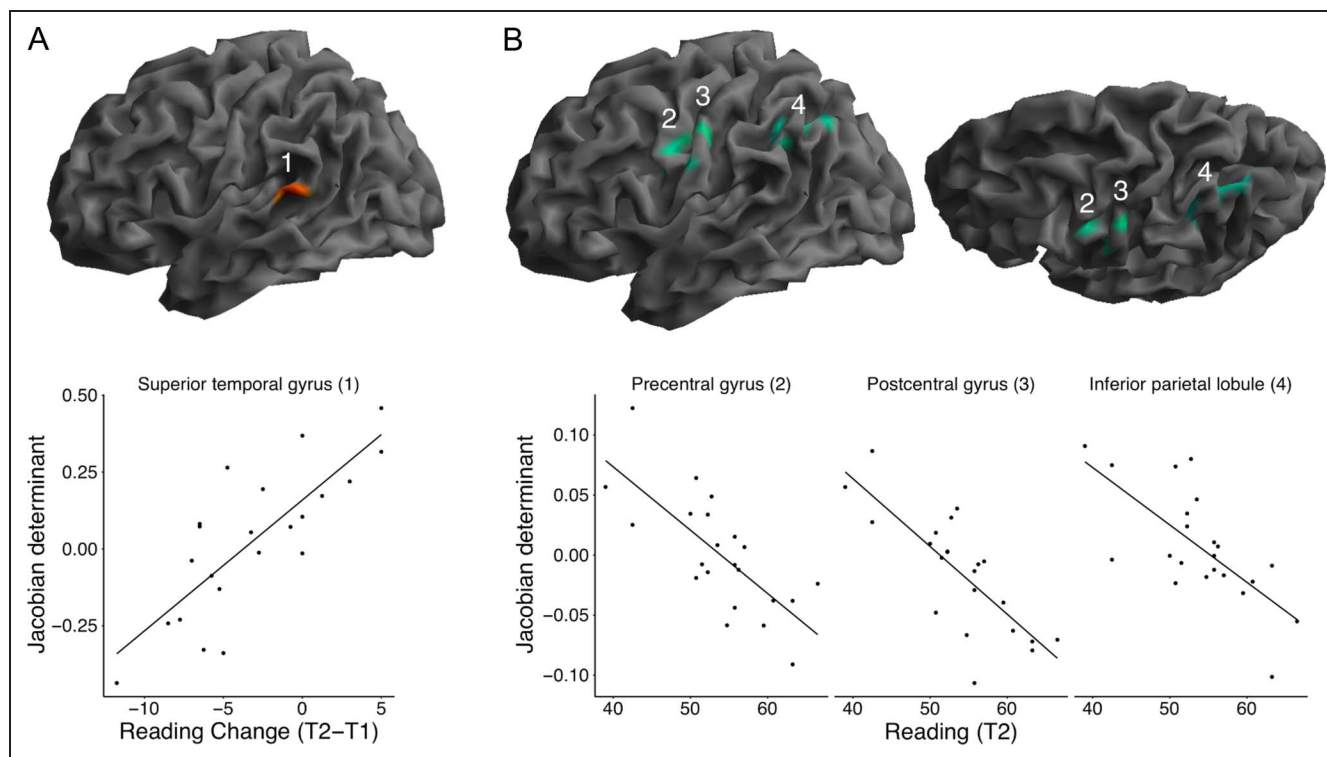 A
B
1
2
3
4
2
3
4
Superior temporal gyrus (1)
0.50
0.25
0.00
−0.25
Jacobian determinant
−10
−5
0
5
Reading Change (T2−T1)
Precentral gyrus (2)
Postcentral gyrus (3)
Inferior parietal lobule (4)
0.10
0.05
0.00
−0.05
−0.10
Jacobian determinant
40
50
60
40
50
60
40
50
60
Reading (T2)